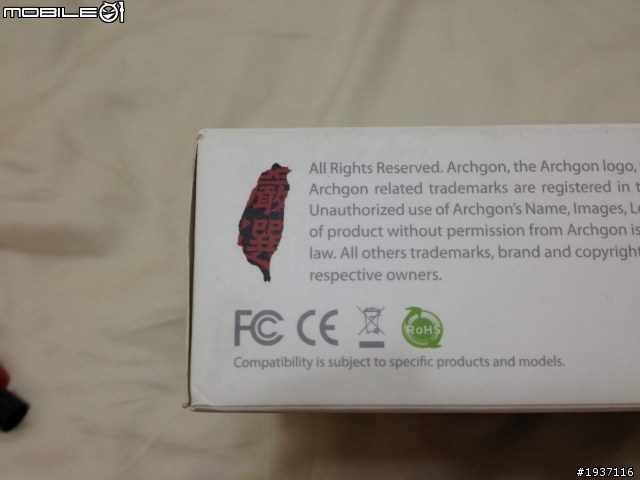 MOBILE01
All Rights Reserved. Archgon, the Archgon logo,
Archgon related trademarks are registered in
Unauthorized use of Archgon's Name, Images,
of product without permission from Archgon is
law. All others trademarks, brand and copyright
respective owners.
嚴選
FC CE RoHS
Compatibility is subject to specific products and models.
#1937116